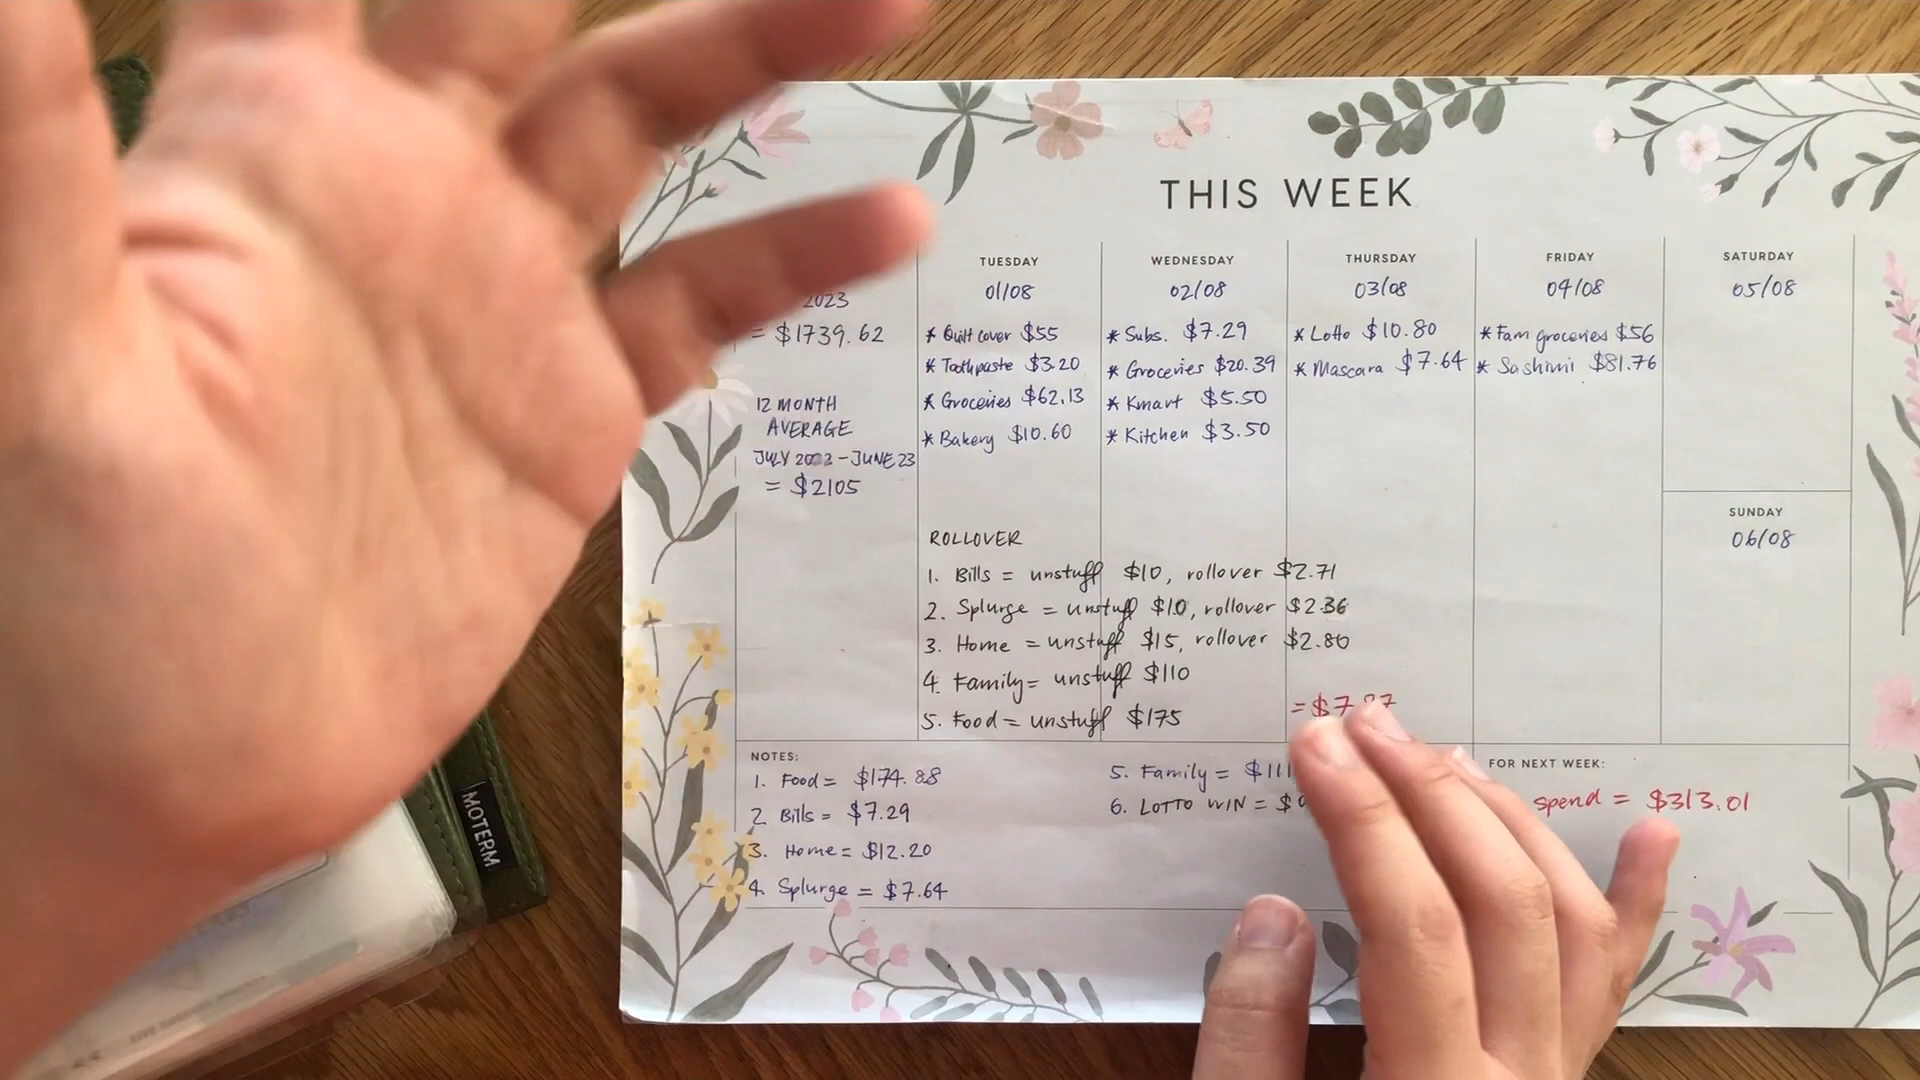 THIS WEEK
2023
= $1739.62
12 MONTH
AVERAGE
JULY 2022 - JUNE 23
= $2105
TUESDAY
01/08
* Quilt cover $55
* Toothpaste $3.20
* Groceries $62.13
* Bakery $10.60
WEDNESDAY
02/08
* Subs. $7.29
* Groceries $20.39
* Kmart $5.50
* Kitchen $3.50
THURSDAY
03/08
* Lotto $10.80
* Mascara $7.64
FRIDAY
04/08
* Fam groceries $56
* Sashimi $81.76
SATURDAY
05/08
SUNDAY
06/08
ROLLOVER
1. Bills = unstuff $10, rollover $2.71
2. Splurge = unstuff $10, rollover $2.36
3. Home = unstuff $15, rollover $2.80
4. Family = unstuff $110
5. Food = unstuff $175
= $7.87
NOTES:
1. Food = $174.88
2. Bills = $7.29
3. Home = $12.20
4. Splurge = $7.64
5. Family = $111
6. LOTTO WIN = $
FOR NEXT WEEK:
spend = $313.01
MOTERM